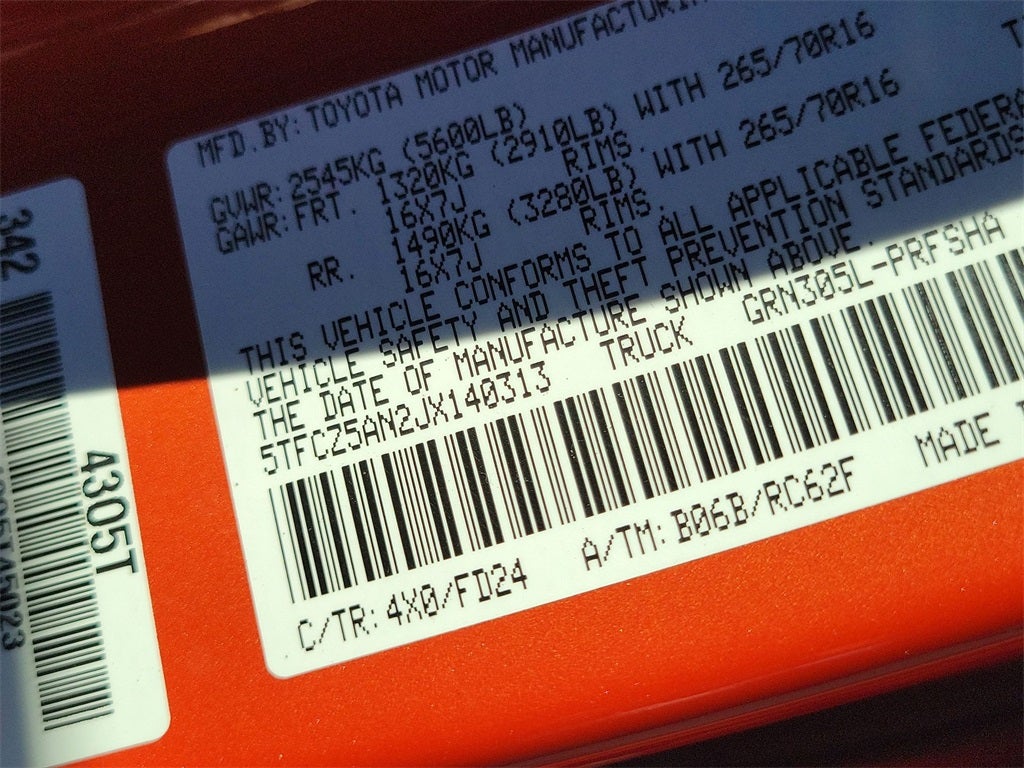 MFD.BY:TOYOTA MOTOR
GVWR:2545KG (5600LB)
GAWR:FRT. 1320KG (2910LB) WITH 265/70R16
16X7J RIMS.
RR. 1490KG (3280LB) WITH 265/70R16
16X7J RIMS.
THIS VEHICLE CONFORMS TO ALL APPLICABLE
VEHICLE SAFETY AND THEFT PREVENTION STANDARDS
THE DATE OF MANUFACTURE SHOWN ABOVE.
5TFCZ5AN2JX140313 TRUCK GRN305L-PRFSHA
C/TR:4X0/FD24 A/TM:B06B/RC62F MADE
342
4305T